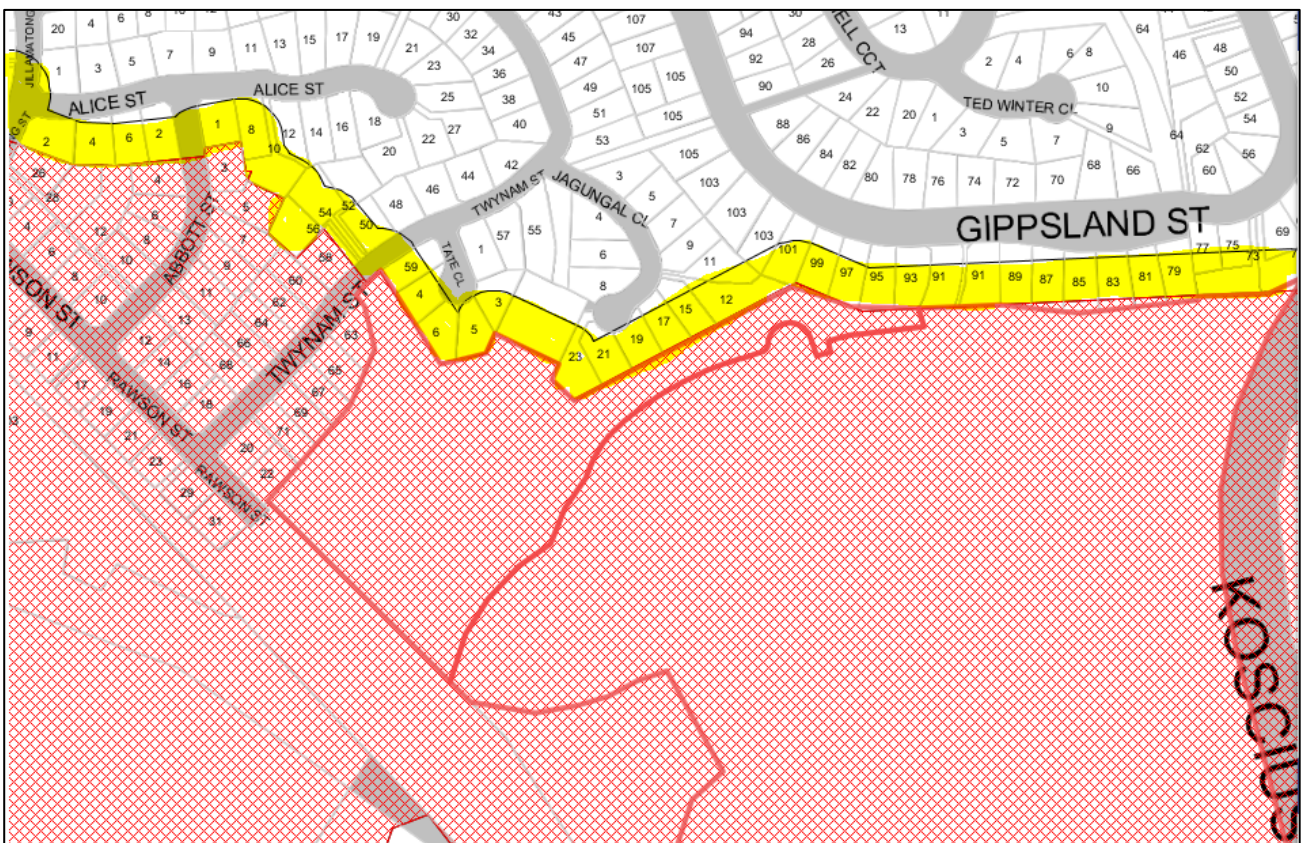 JILLAMATONG
ALICE ST
ALICE ST
TWYNAM ST
JAGUNGAL CL
TATE CL
TED WINTER CL
GIPPSLAND ST
ABBOTT ST
TWYNAM ST
RAWSON ST
RAWSON ST
KOSCIUS
20 4 6 8
1 3 5 7 9 11 13 15 17 19
21 23 25 27 22 20
30 32 34 36 38 40 42 44 46 48
43 45 47 49 51 53 55 57
107 107 105 105 105 103 103 103 101
94 92 90 88 86 84 82 80 78 76 74 72 70 68 66
30 28 26 24 22 20 1 3 5 7 9
13 11 2 4 6 8 10
64 46 48 50 52 54 56 64 62 60
69
2 4 6 2 1 8 10 12 14 16 18
54 52 50 56 58 59
4 6 5 3 1
3 5 7 9 11 4 6 8
23 21 19 17 15 12
99 97 95 93 91 91 89 87 85 83 81 79 77 75 73
26 28 4 6 8 10 12
4 6 8 10
3 5 7 9 11 13
7 60 62 64 66 68
63 65 67 69 71
12 14 16 18 20 22
9 11 17 19 21 23 29 31